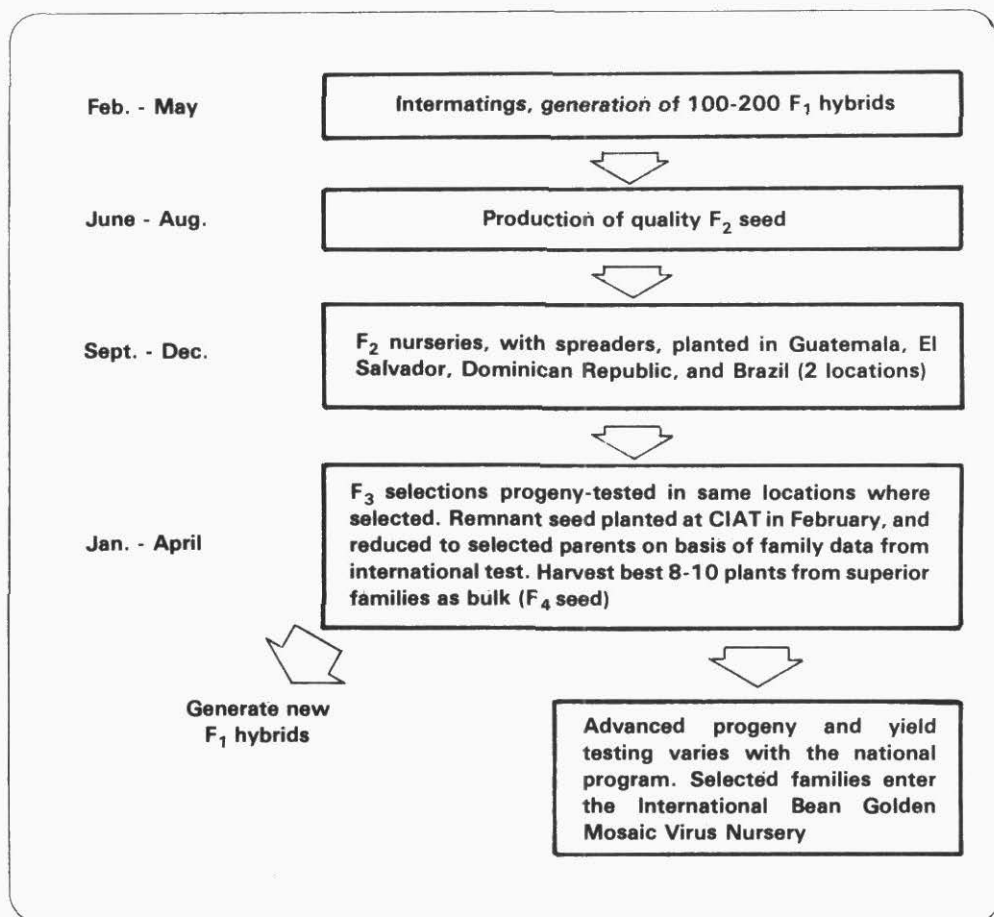 Feb. - May
Intermatings, generation of 100-200 F₁ hybrids
June - Aug.
Production of quality F₂ seed
Sept. - Dec.
F₂ nurseries, with spreaders, planted in Guatemala, El
Salvador, Dominican Republic, and Brazil (2 locations)
Jan. - April
F₃ selections progeny-tested in same locations where
selected. Remnant seed planted at CIAT in February, and
reduced to selected parents on basis of family data from
international test. Harvest best 8-10 plants from superior
families as bulk (F₄ seed)
Generate new
F₁ hybrids
Advanced progeny and yield
testing varies with the national
program. Selected families enter
the International Bean Golden
Mosaic Virus Nursery